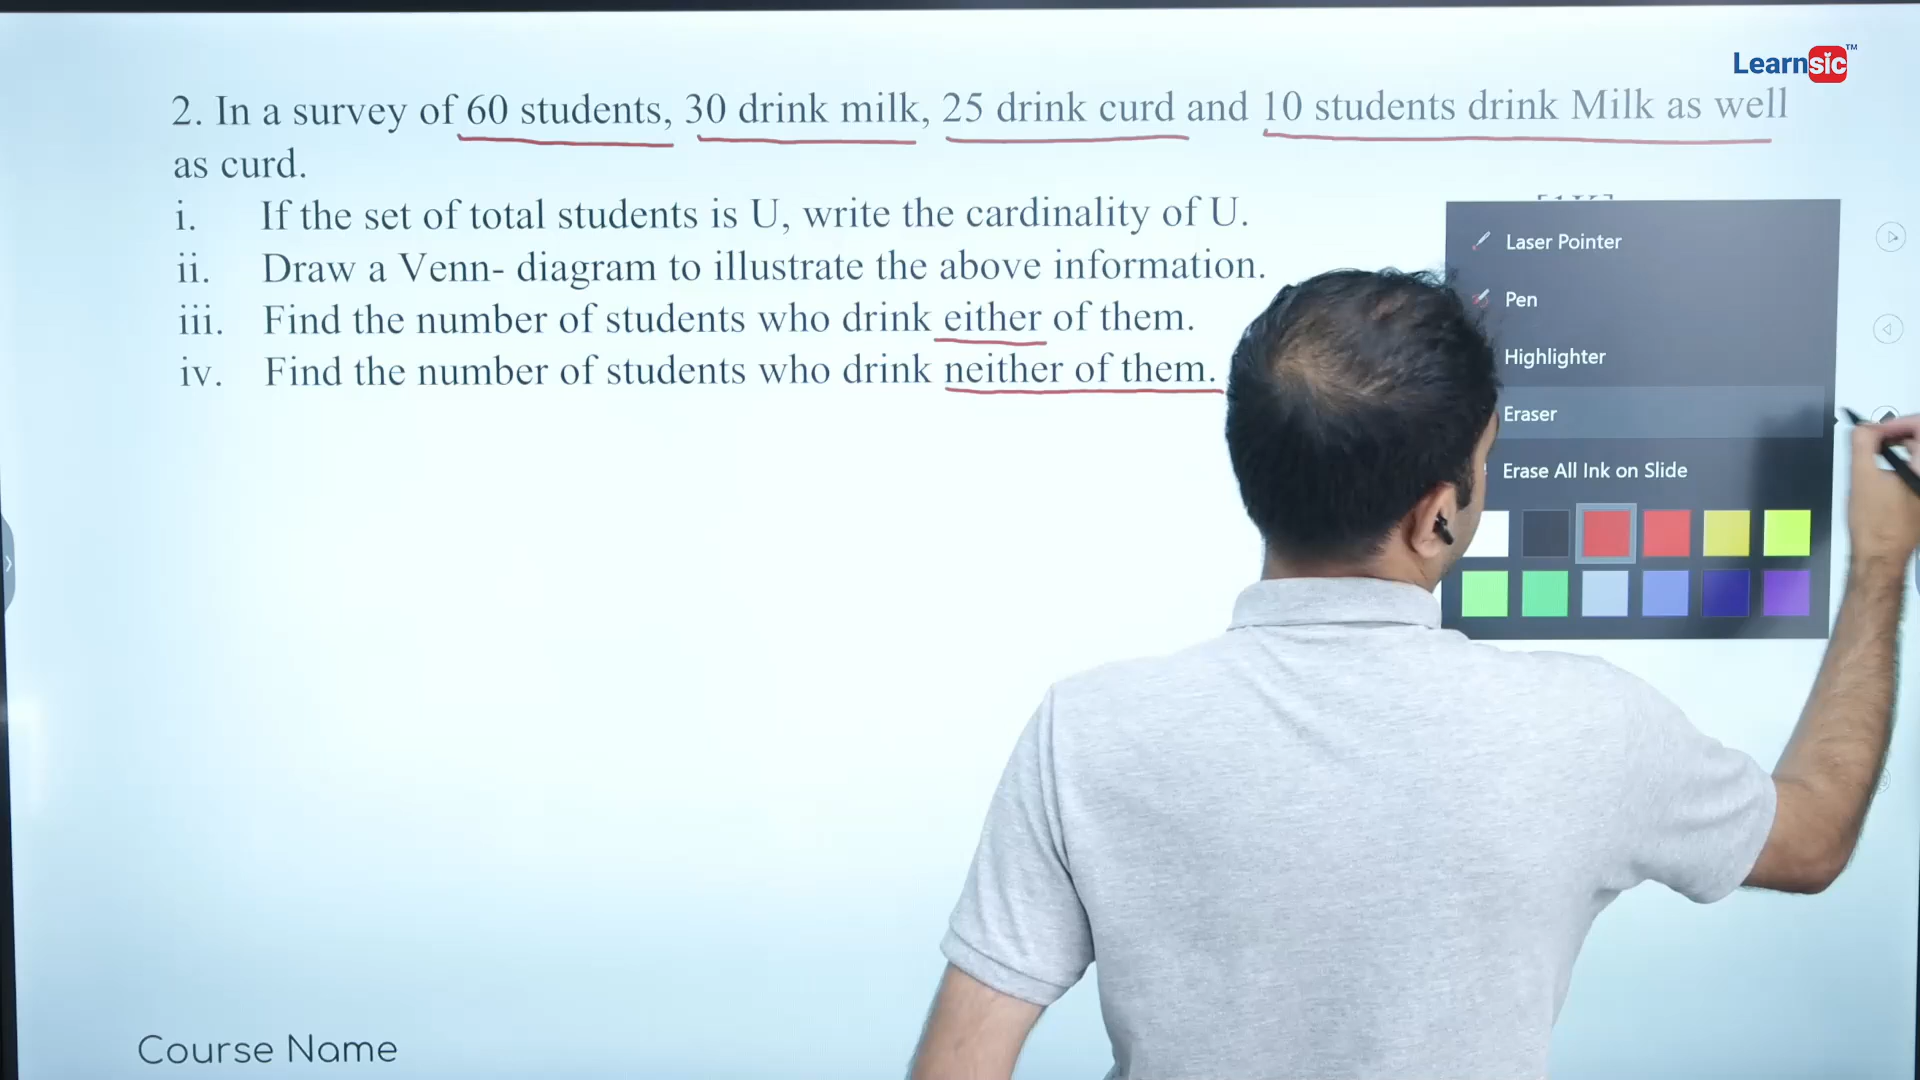 Learnsic™
2. In a survey of 60 students, 30 drink milk, 25 drink curd and 10 students drink Milk as well
as curd.
i. If the set of total students is U, write the cardinality of U.
ii. Draw a Venn- diagram to illustrate the above information.
iii. Find the number of students who drink either of them.
iv. Find the number of students who drink neither of them.
Laser Pointer
Pen
Highlighter
Eraser
Erase All Ink on Slide
Course Name